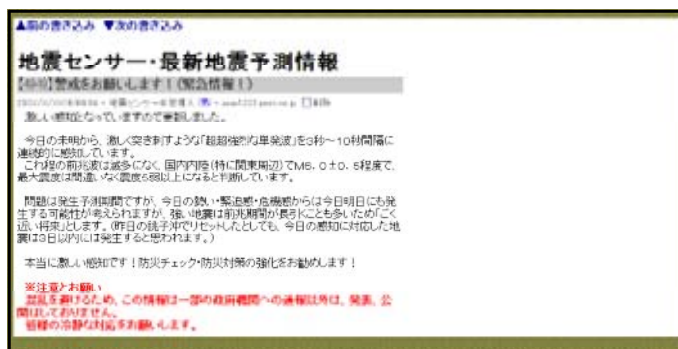 ▲前の書き込み ▼次の書き込み
地震センサー・最新地震予測情報
警戒をお願いします！(緊急情報！)
激しい感知となっていますので更新しました。
今日の未明から、激しく突き刺すような「超超強烈な単発波」を3秒～10秒間隔に
連続的に感知しています。
これ程の前兆波は滅多になく、国内内陸(特に関東周辺)でM6.0±0.5程度で、
最大震度は間違いなく震度5弱以上になると判断しています。
問題は発生予測期間ですが、今日の勢い・緊迫感・危機感からは今日明日にも発
生する可能性が考えられますが、強い地震は前兆期間が長引くことも多いため「ごく
近い将来」とします。(昨日の銚子沖でリセットしたとしても、今日の感知に対応した地
震は3日以内には発生すると思われます。)
本当に激しい感知です！防災チェック・防災対策の強化をお勧めします！
※注意とお願い
混乱を避けるため、この情報は一部の政府機関への通報以外は、発表、公
開はしておりません。
皆様の冷静な対応をお願いします。